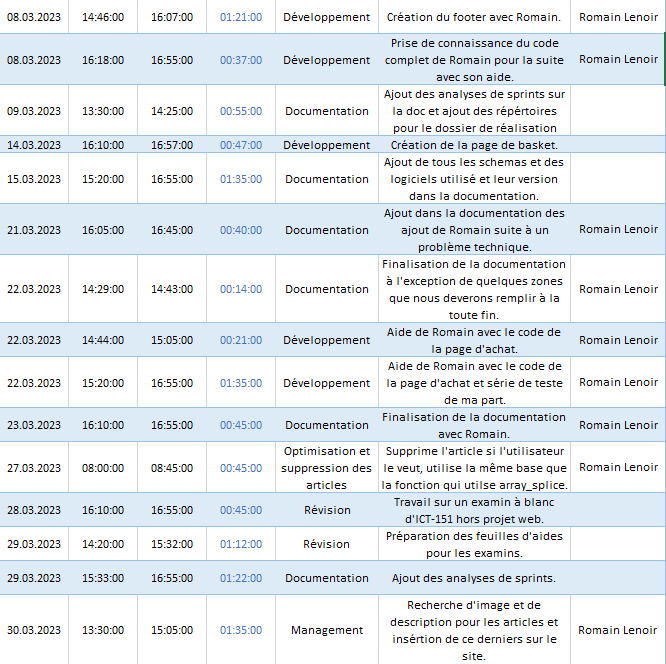 08.03.2023 14:46:00 16:07:00 01:21:00 Développement Création du footer avec Romain. Romain Lenoir
08.03.2023 16:18:00 16:55:00 00:37:00 Développement Prise de connaissance du code
complet de Romain pour la suite
avec son aide. Romain Lenoir
09.03.2023 13:30:00 14:25:00 00:55:00 Documentation Ajout des analyses de sprints sur
la doc et ajout des répértoires
pour le dossier de réalisation
14.03.2023 16:10:00 16:57:00 00:47:00 Développement Création de la page de basket.
15.03.2023 15:20:00 16:55:00 01:35:00 Documentation Ajout de tous les schemas et des
logiciels utilisé et leur version
dans la documentation.
21.03.2023 16:05:00 16:45:00 00:40:00 Documentation Ajout dans la documentation des
ajout de Romain suite à un
problème technique. Romain Lenoir
22.03.2023 14:29:00 14:43:00 00:14:00 Documentation Finalisation de la documentation
à l'exception de quelques zones
que nous deverons remplir à la
toute fin. Romain Lenoir
22.03.2023 14:44:00 15:05:00 00:21:00 Développement Aide de Romain avec le code de
la page d'achat. Romain Lenoir
22.03.2023 15:20:00 16:55:00 01:35:00 Développement Aide de Romain avec le code de
la page d'achat et série de teste
de ma part. Romain Lenoir
23.03.2023 16:10:00 16:55:00 00:45:00 Documentation Finalisation de la documentation
avec Romain. Romain Lenoir
27.03.2023 08:00:00 08:45:00 00:45:00 Optimisation et
suppression des
articles Supprime l'article si l'utilisateur
le veut, utilise la même base que
la fonction qui utilse array_splice. Romain Lenoir
28.03.2023 16:10:00 16:55:00 00:45:00 Révision Travail sur un examin à blanc
d'ICT-151 hors projet web.
29.03.2023 14:20:00 15:32:00 01:12:00 Révision Préparation des feuilles d'aides
pour les examins.
29.03.2023 15:33:00 16:55:00 01:22:00 Documentation Ajout des analyses de sprints.
30.03.2023 13:30:00 15:05:00 01:35:00 Management Recherche d'image et de
description pour les articles et
insértion de ce derniers sur le
site. Romain Lenoir